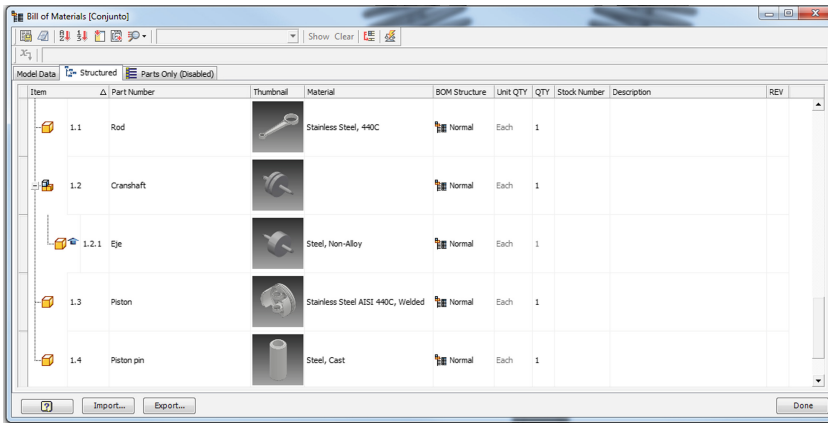 Bill of Materials [Conjunto]
Show Clear
Model Data Structured Parts Only (Disabled)
Item Part Number Thumbnail Material BOM Structure Unit QTY QTY Stock Number Description REV
1.1 Rod Stainless Steel, 440C Normal Each 1
1.2 Cranshaft Normal Each 1
1.2.1 Eje Steel, Non-Alloy Normal Each 1
1.3 Piston Stainless Steel AISI 440C, Welded Normal Each 1
1.4 Piston pin Steel, Cast Normal Each 1
Import... Export... Done